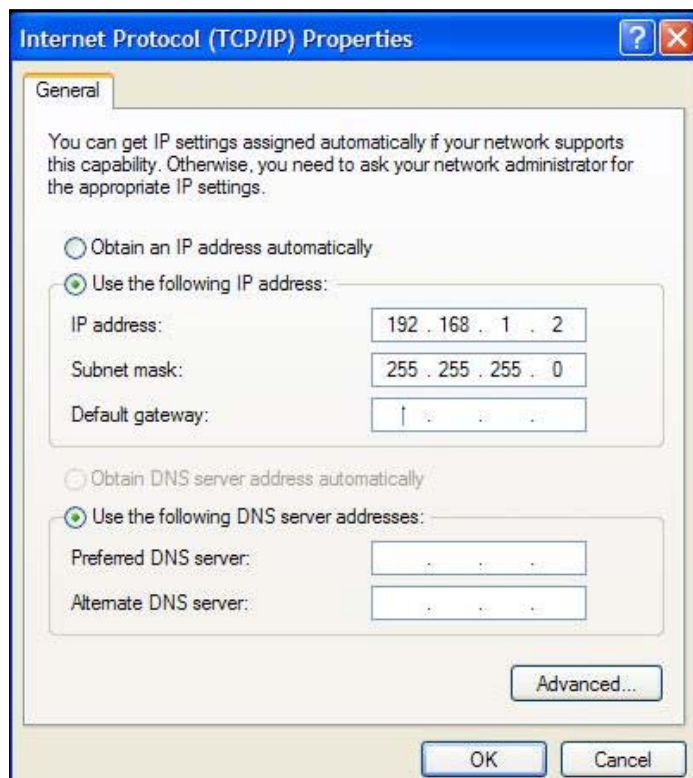 Internet Protocol (TCP/IP) Properties
General
You can get IP settings assigned automatically if your network supports
this capability. Otherwise, you need to ask your network administrator for
the appropriate IP settings.
Obtain an IP address automatically
Use the following IP address:
IP address: 192 . 168 . 1 . 2
Subnet mask: 255 . 255 . 255 . 0
Default gateway: . . .
Obtain DNS server address automatically
Use the following DNS server addresses:
Preferred DNS server: . . .
Alternate DNS server: . . .
Advanced...
OK Cancel